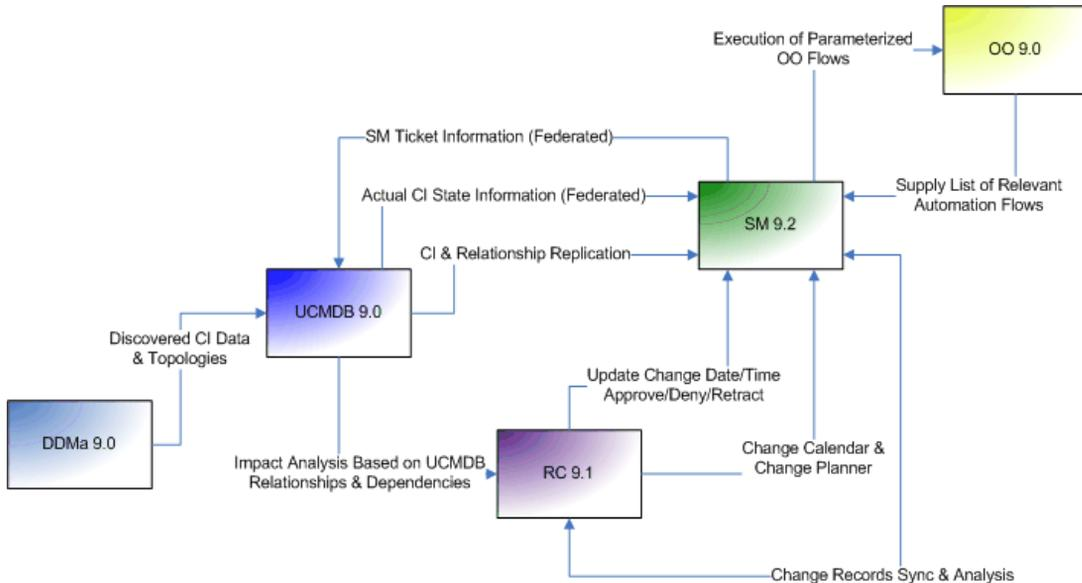 Execution of Parameterized
OO Flows
OO 9.0
SM Ticket Information (Federated)
Actual CI State Information (Federated)
Supply List of Relevant
Automation Flows
SM 9.2
CI & Relationship Replication
UCMDB 9.0
Discovered CI Data
& Topologies
Update Change Date/Time
Approve/Deny/Retract
DDMa 9.0
Impact Analysis Based on UCMDB
Relationships & Dependencies
RC 9.1
Change Calendar &
Change Planner
Change Records Sync & Analysis